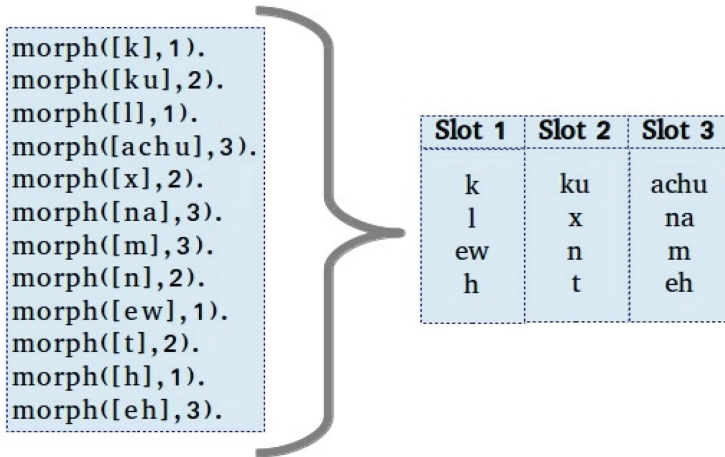 morph([k],1).
morph([ku],2).
morph([l],1).
morph([achu],3).
morph([x],2).
morph([na],3).
morph([m],3).
morph([n],2).
morph([ew],1).
morph([t],2).
morph([h],1).
morph([eh],3).
Slot 1 Slot 2 Slot 3
k ku achu
l x na
ew n m
h t eh